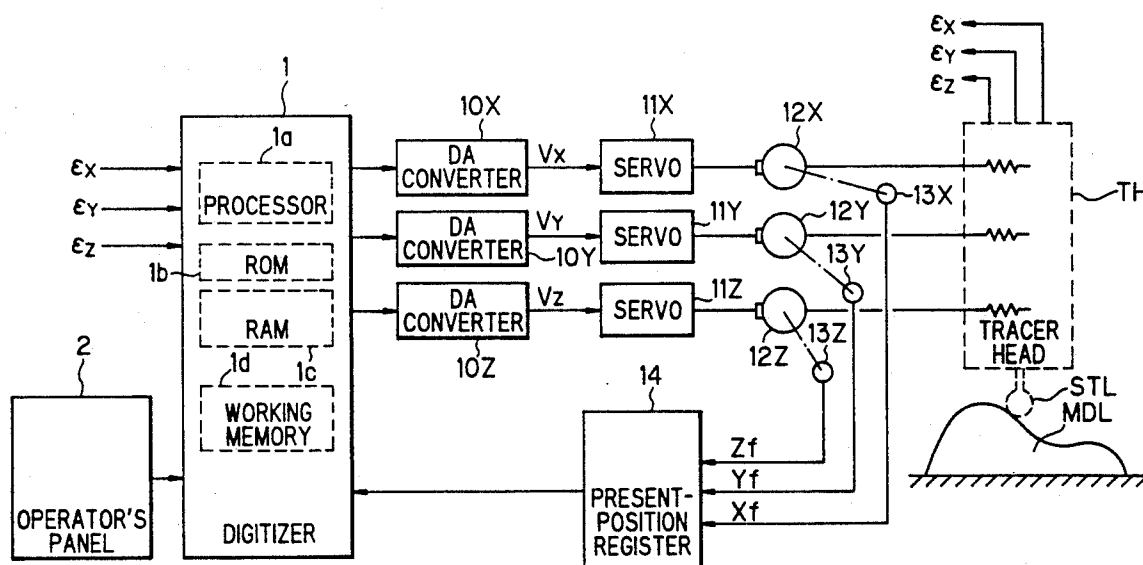 εX
εY
εZ
1
10X
11X
12X
1a
εX
DA
CONVERTER
VX
SERVO
13X
TH
PROCESSOR
εY
DA
CONVERTER
VY
SERVO
11Y
12Y
10Y
εZ
1b
ROM
13Y
DA
CONVERTER
VZ
SERVO
11Z
RAM
13Z
12Z
TRACER
HEAD
10Z
2
1d
1c
14
STL
MDL
WORKING
MEMORY
Zf
Yf
Xf
PRESENT-
POSITION
REGISTER
OPERATOR'S
PANEL
DIGITIZER